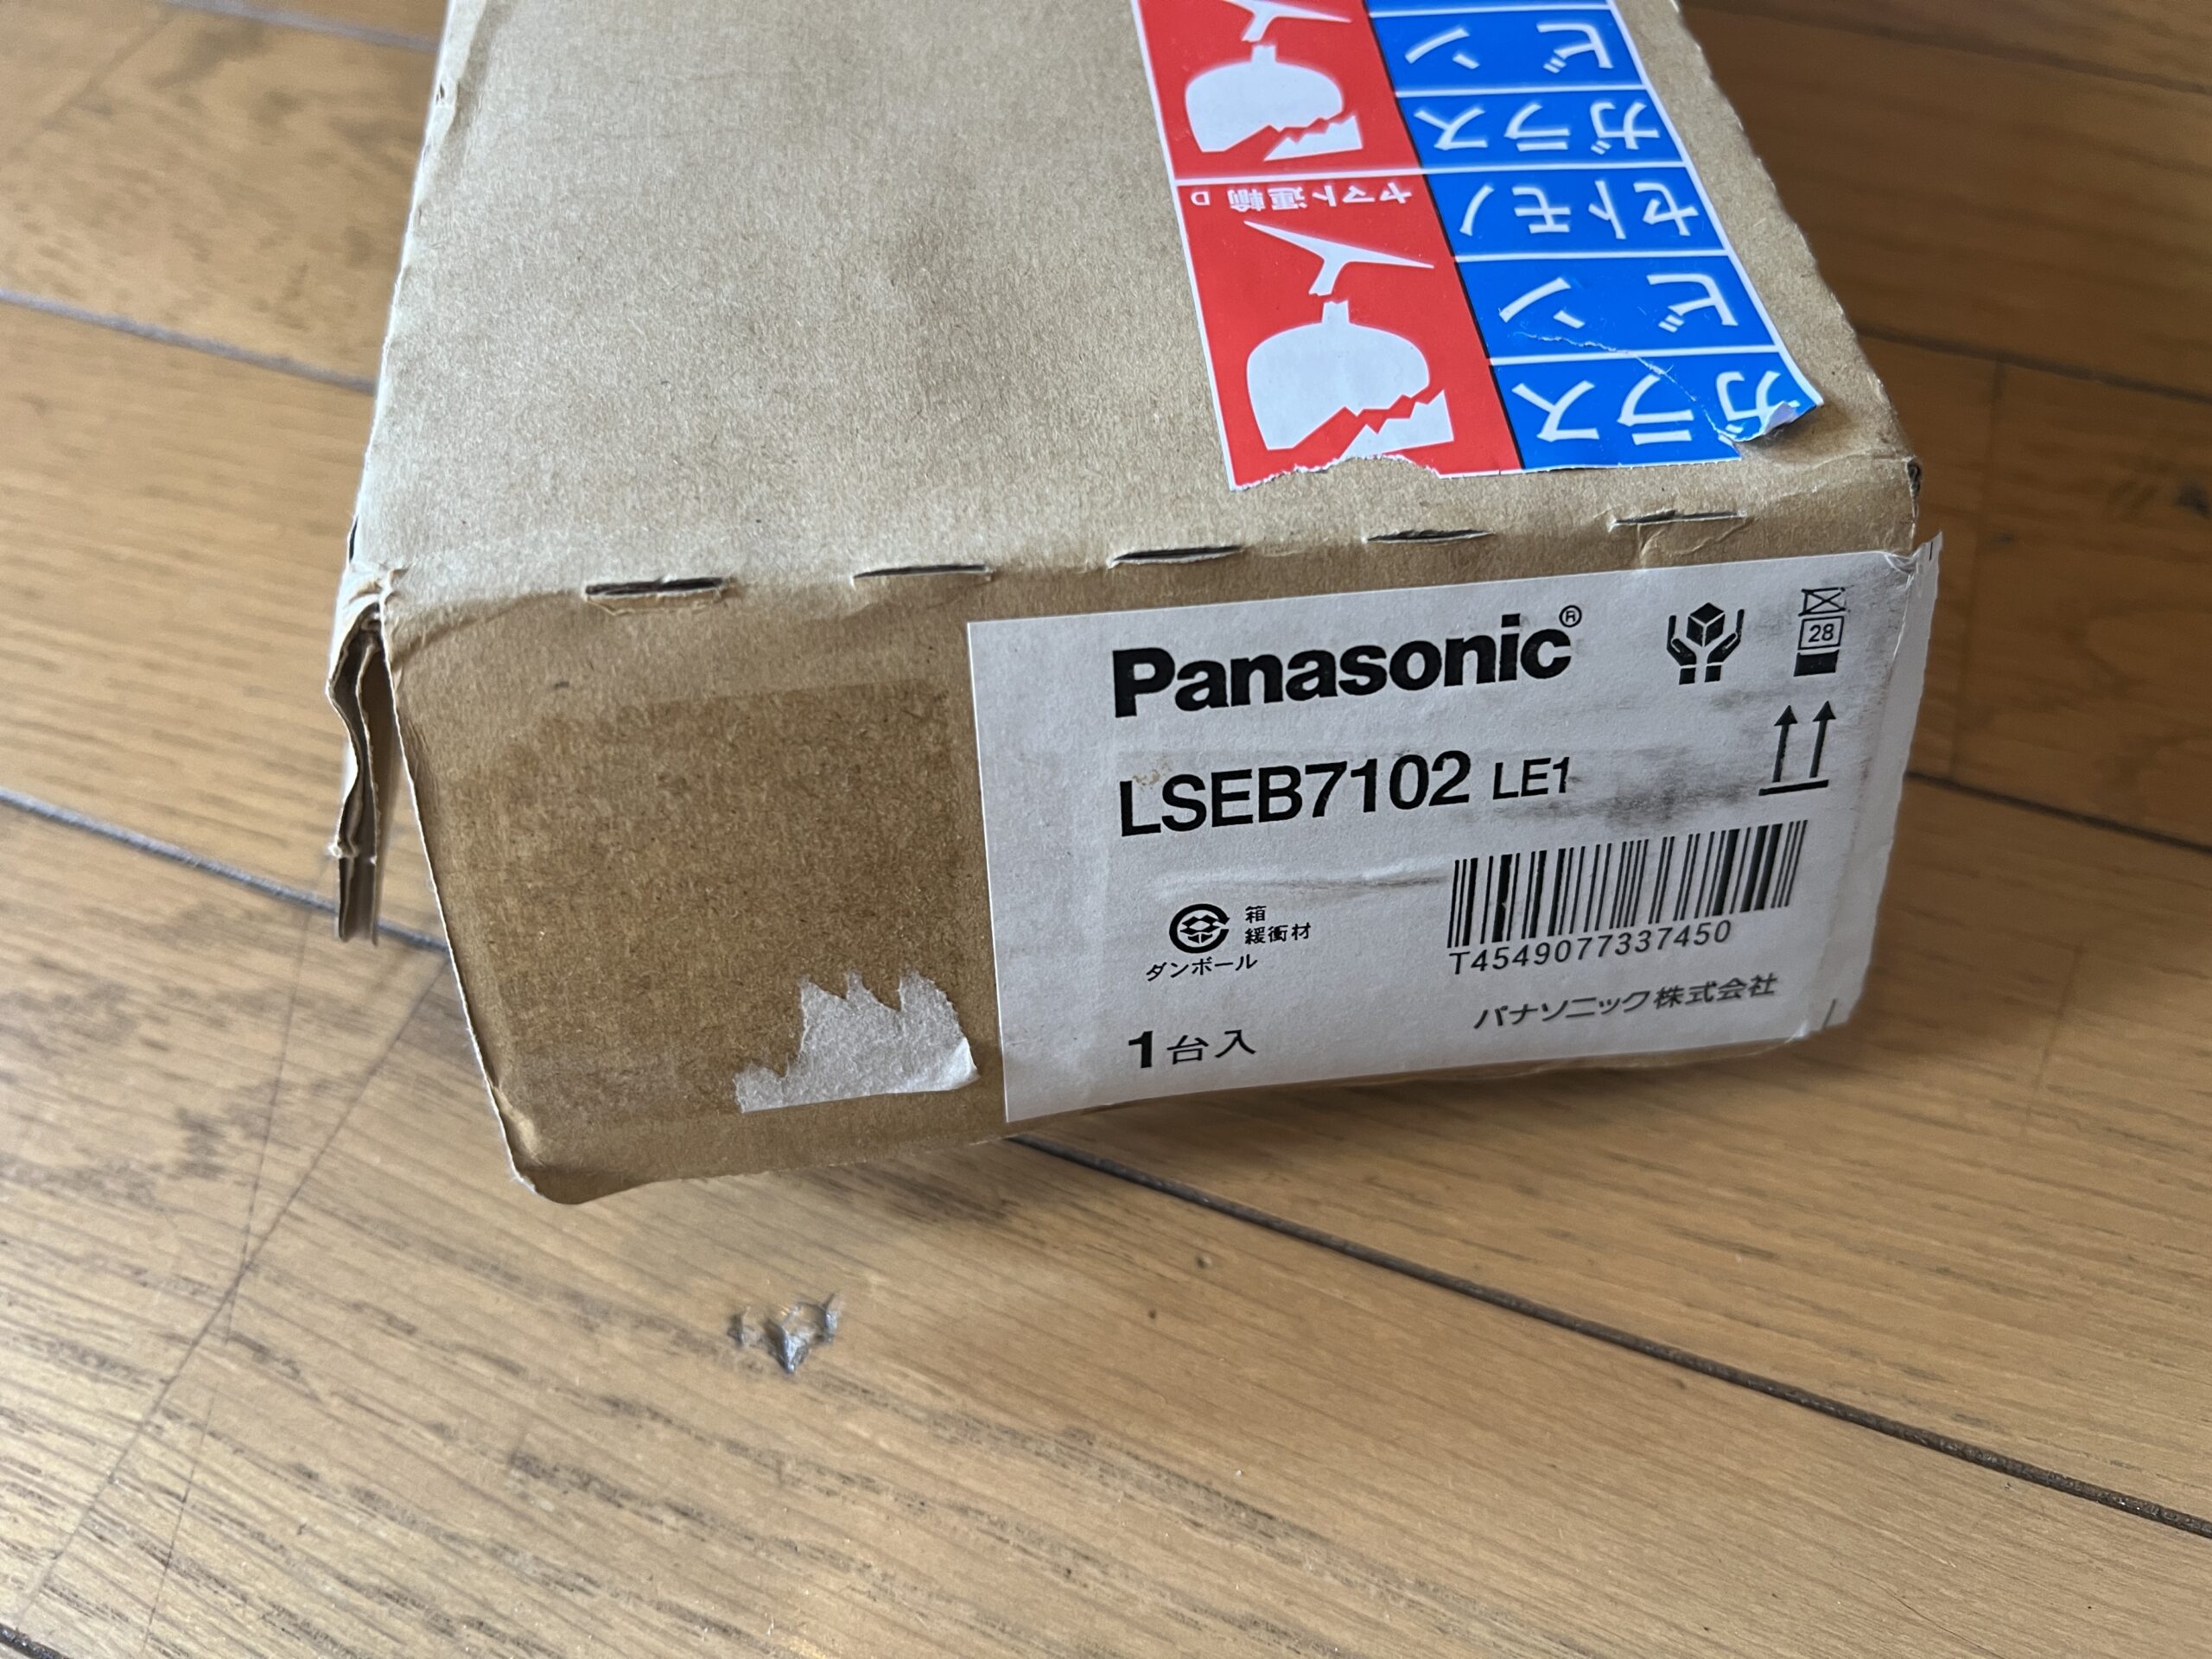 ビン
ガラス
セトモノ
ヤマト運輸 D
ビン
ガラス
Panasonic®
28
LSEB7102 LE1
箱
緩衝材
ダンボール
T4549077337450
パナソニック株式会社
1台入